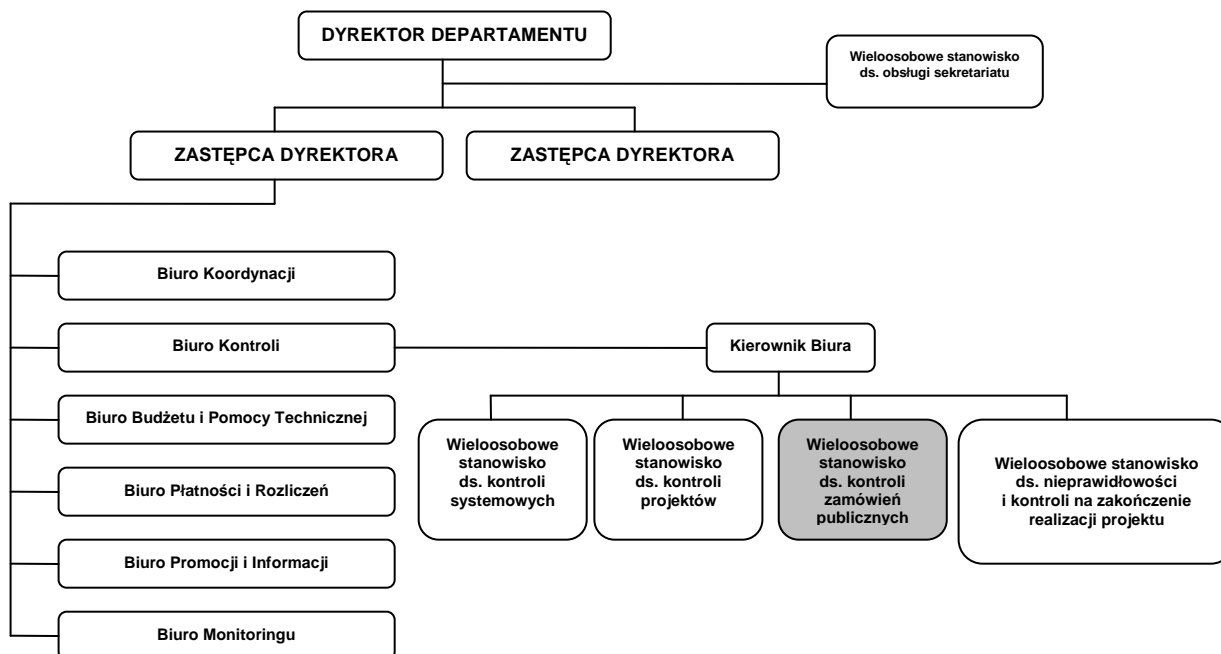 DYREKTOR DEPARTAMENTU
Wieloosobowe stanowisko
ds. obsługi sekretariatu
ZASTĘPCA DYREKTORA
ZASTĘPCA DYREKTORA
Biuro Koordynacji
Biuro Kontroli
Kierownik Biura
Biuro Budżetu i Pomocy Technicznej
Wieloosobowe
stanowisko
ds. kontroli
systemowych
Wieloosobowe
stanowisko
ds. kontroli
projektów
Wieloosobowe
stanowisko
ds. kontroli
zamówień
publicznych
Wieloosobowe stanowisko
ds. nieprawidłowości
i kontroli na zakończenie
realizacji projektu
Biuro Płatności i Rozliczeń
Biuro Promocji i Informacji
Biuro Monitoringu